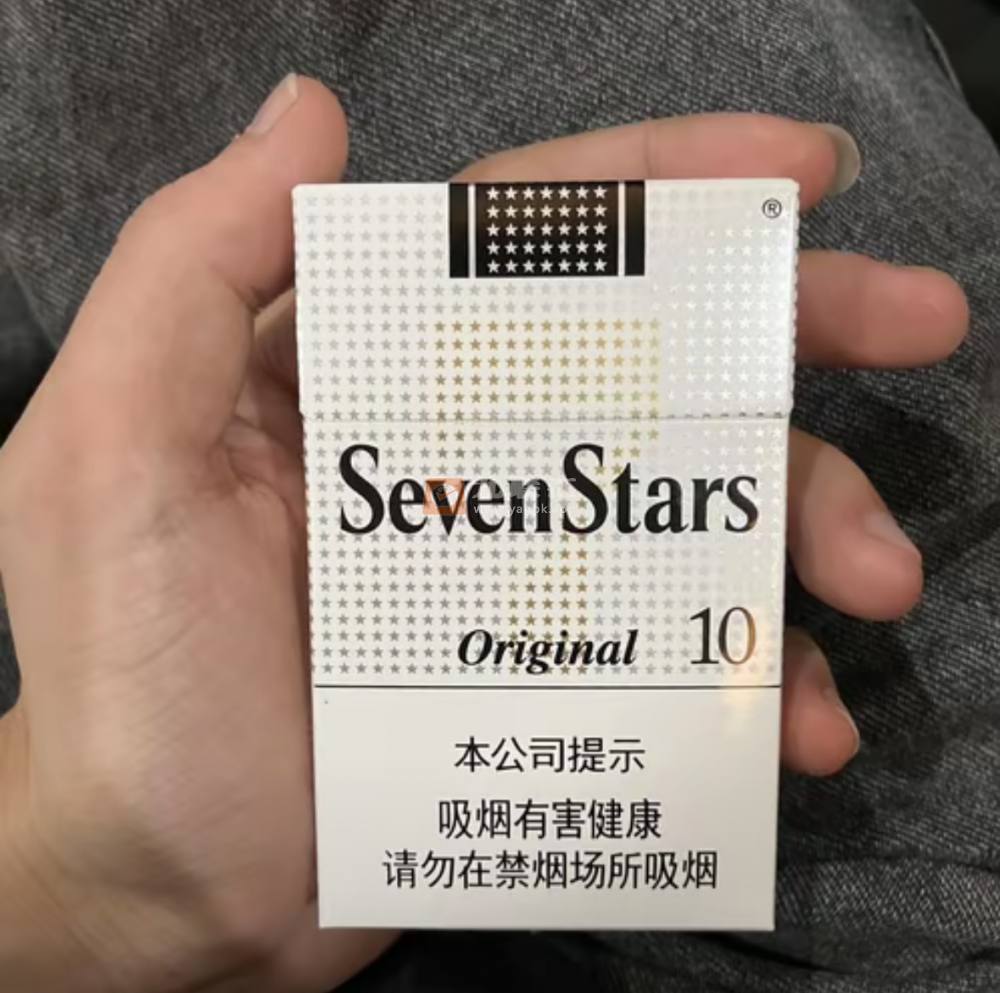 ®
Seven Stars
Original 10
本公司提示
吸烟有害健康
请勿在禁烟场所吸烟